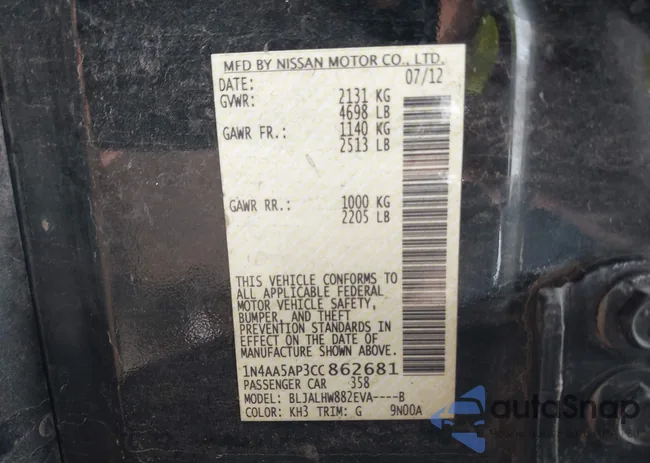 MFD BY NISSAN MOTOR CO., LTD.
DATE: 07/12
GVWR: 2131 KG
4698 LB
GAWR FR.: 1140 KG
2513 LB
GAWR RR.: 1000 KG
2205 LB
THIS VEHICLE CONFORMS TO
ALL APPLICABLE FEDERAL
MOTOR VEHICLE SAFETY,
BUMPER, AND THEFT
PREVENTION STANDARDS IN
EFFECT ON THE DATE OF
MANUFACTURE SHOWN ABOVE.
1N4AA5AP3CC862681
PASSENGER CAR 358
MODEL: BLJALHW882EVA----B
COLOR: KH3 TRIM: G 9N00A
autoSnap